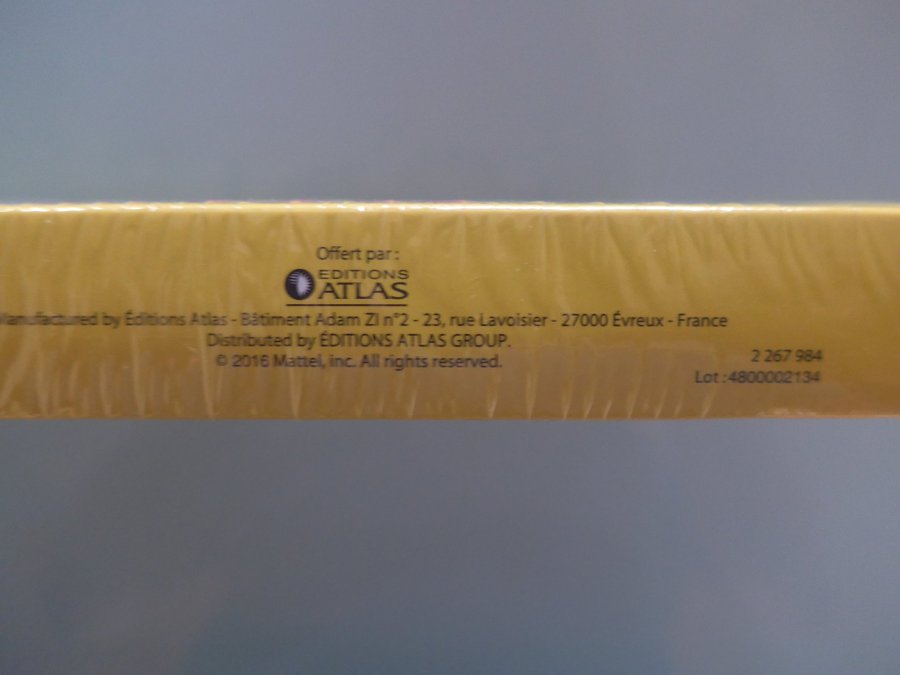 Offert par :
EDITIONS
ATLAS
Manufactured by Éditions Atlas - Bâtiment Adam ZI n°2 - 23, rue Lavoisier - 27000 Évreux - France
Distributed by ÉDITIONS ATLAS GROUP.
© 2016 Mattel, inc. All rights reserved.
2 267 984
Lot : 4800002134